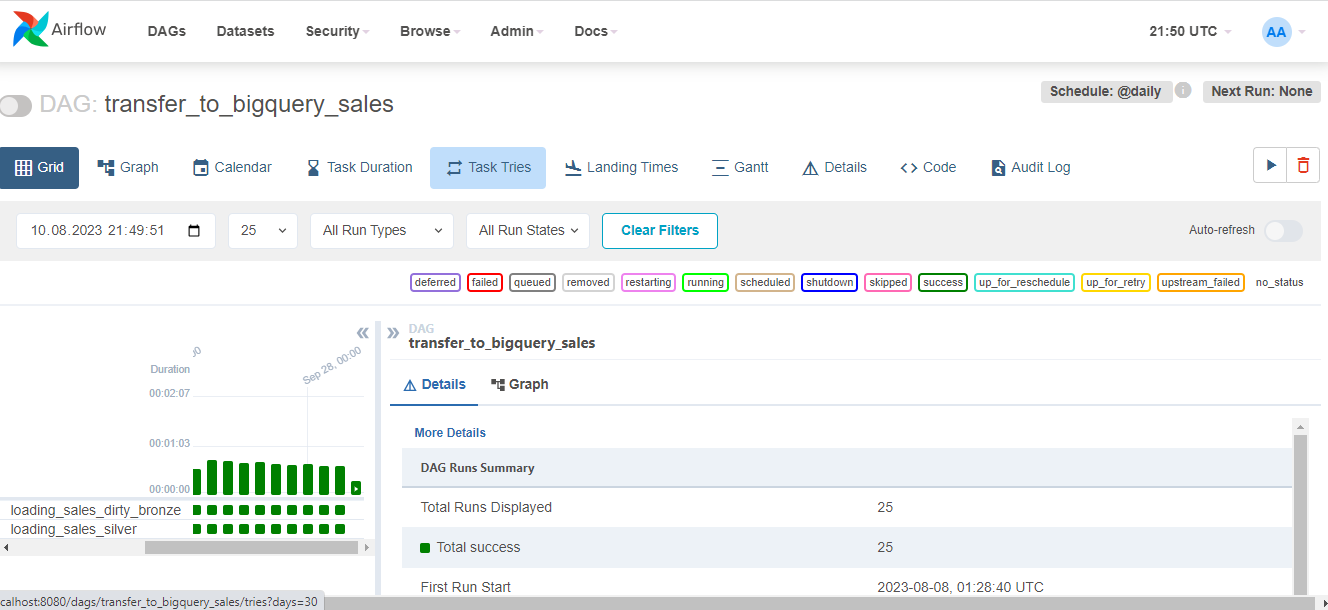 Airflow DAGs Datasets Security Browse Admin Docs 21:50 UTC AA
DAG: transfer_to_bigquery_sales
Schedule: @daily i Next Run: None
Grid Graph Calendar Task Duration Task Tries Landing Times Gantt Details Code Audit Log
10.08.2023 21:49:51 25 All Run Types All Run States Clear Filters Auto-refresh
deferred failed queued removed restarting running scheduled shutdown skipped success up_for_reschedule up_for_retry upstream_failed no_status
DAG
transfer_to_bigquery_sales
Sep 28, 00:00
Duration
00:02:07
00:01:03
00:00:00
loading_sales_dirty_bronze
loading_sales_silver
Details Graph
More Details
DAG Runs Summary
Total Runs Displayed 25
Total success 25
First Run Start 2023-08-08, 01:28:40 UTC
calhost:8080/dags/transfer_to_bigquery_sales/tries?days=30